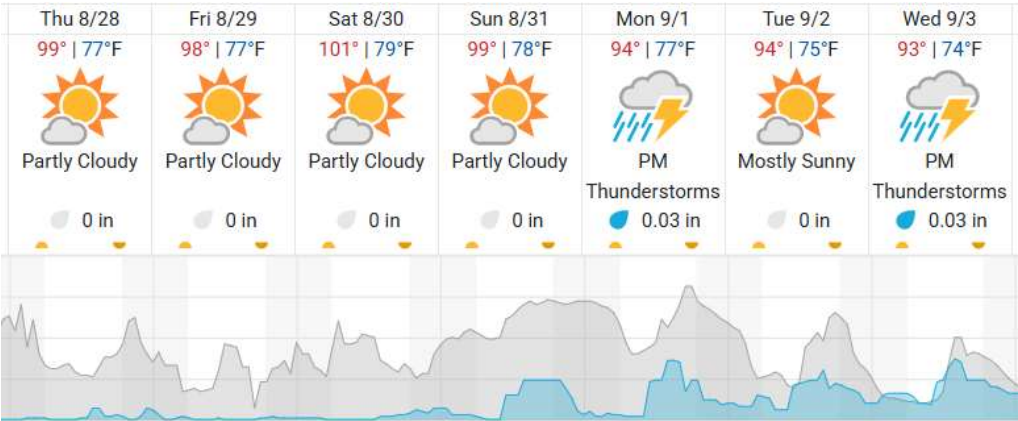 Thu 8/28 Fri 8/29 Sat 8/30 Sun 8/31 Mon 9/1 Tue 9/2 Wed 9/3
99° | 77°F 98° | 77°F 101° | 79°F 99° | 78°F 94° | 77°F 94° | 75°F 93° | 74°F
Partly Cloudy Partly Cloudy Partly Cloudy Partly Cloudy PM Mostly Sunny PM
Thunderstorms Thunderstorms
0 in 0 in 0 in 0 in 0.03 in 0 in 0.03 in